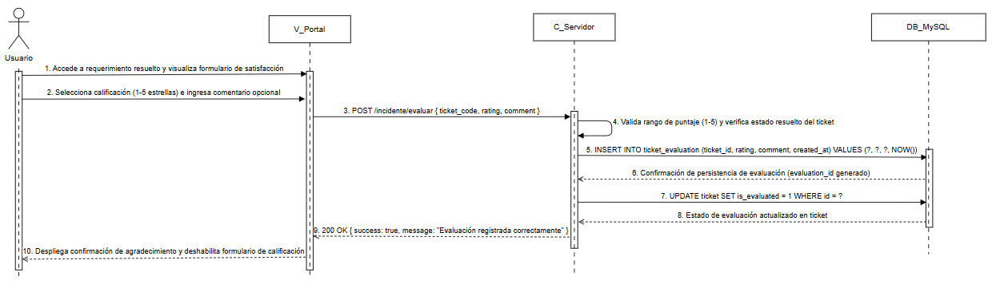 Usuario
V_Portal
C_Servidor
DB_MySQL
1. Accede a requerimiento resuelto y visualiza formulario de satisfacción
2. Selecciona calificación (1-5 estrellas) e ingresa comentario opcional
3. POST /incidente/evaluar { ticket_code, rating, comment }
4. Valida rango de puntaje (1-5) y verifica estado resuelto del ticket
5. INSERT INTO ticket_evaluation (ticket_id, rating, comment, created_at) VALUES (?, ?, ?, NOW())
6. Confirmación de persistencia de evaluación (evaluation_id generado)
7. UPDATE ticket SET is_evaluated = 1 WHERE id = ?
8. Estado de evaluación actualizado en ticket
9. 200 OK { success: true, message: "Evaluación registrada correctamente" }
10. Despliega confirmación de agradecimiento y deshabilita formulario de calificación